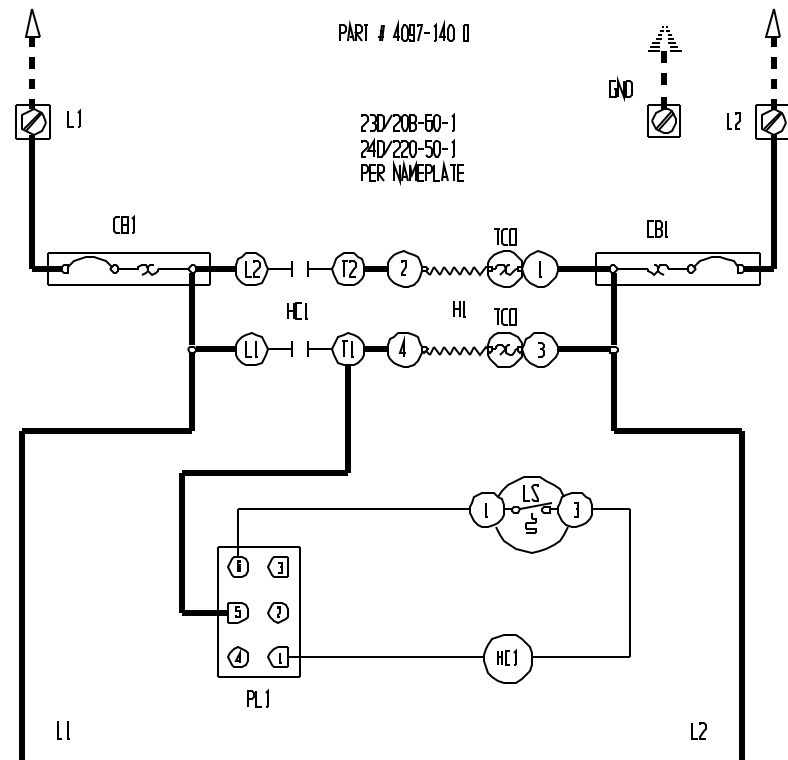 PART # 4097-140 D
GND
L1
L2
230/208-60-1
240/220-50-1
PER NAMEPLATE
CB1
TCO
CB1
L2
T2
2
1
HC1
H1
TCO
L1
T1
4
3
LS
1
3
6
3
5
2
4
1
HC1
PL1
L1
L2